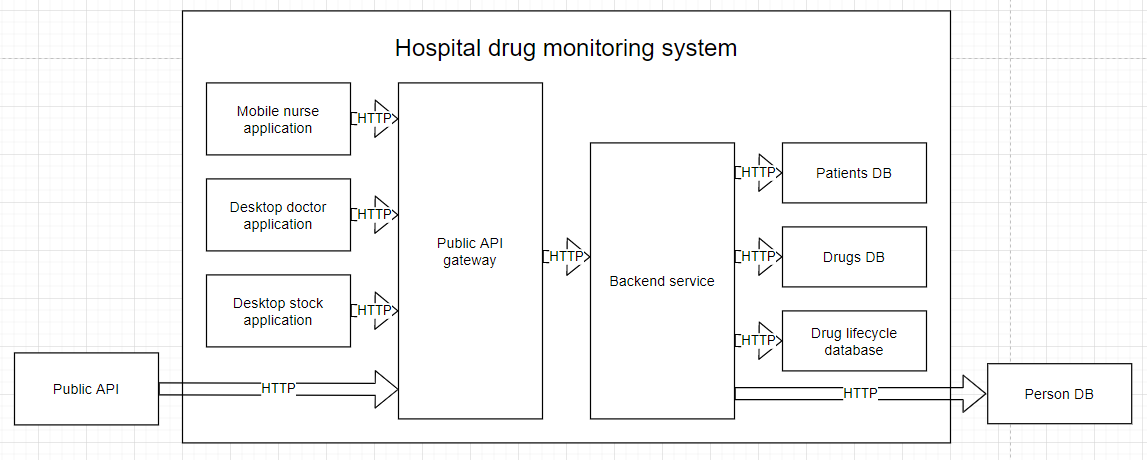 Hospital drug monitoring system
Mobile nurse
application
HTTP
Desktop doctor
application
HTTP
Desktop stock
application
HTTP
Public API
HTTP
Public API
gateway
HTTP
Backend service
HTTP
Patients DB
HTTP
Drugs DB
HTTP
Drug lifecycle
database
HTTP
Person DB